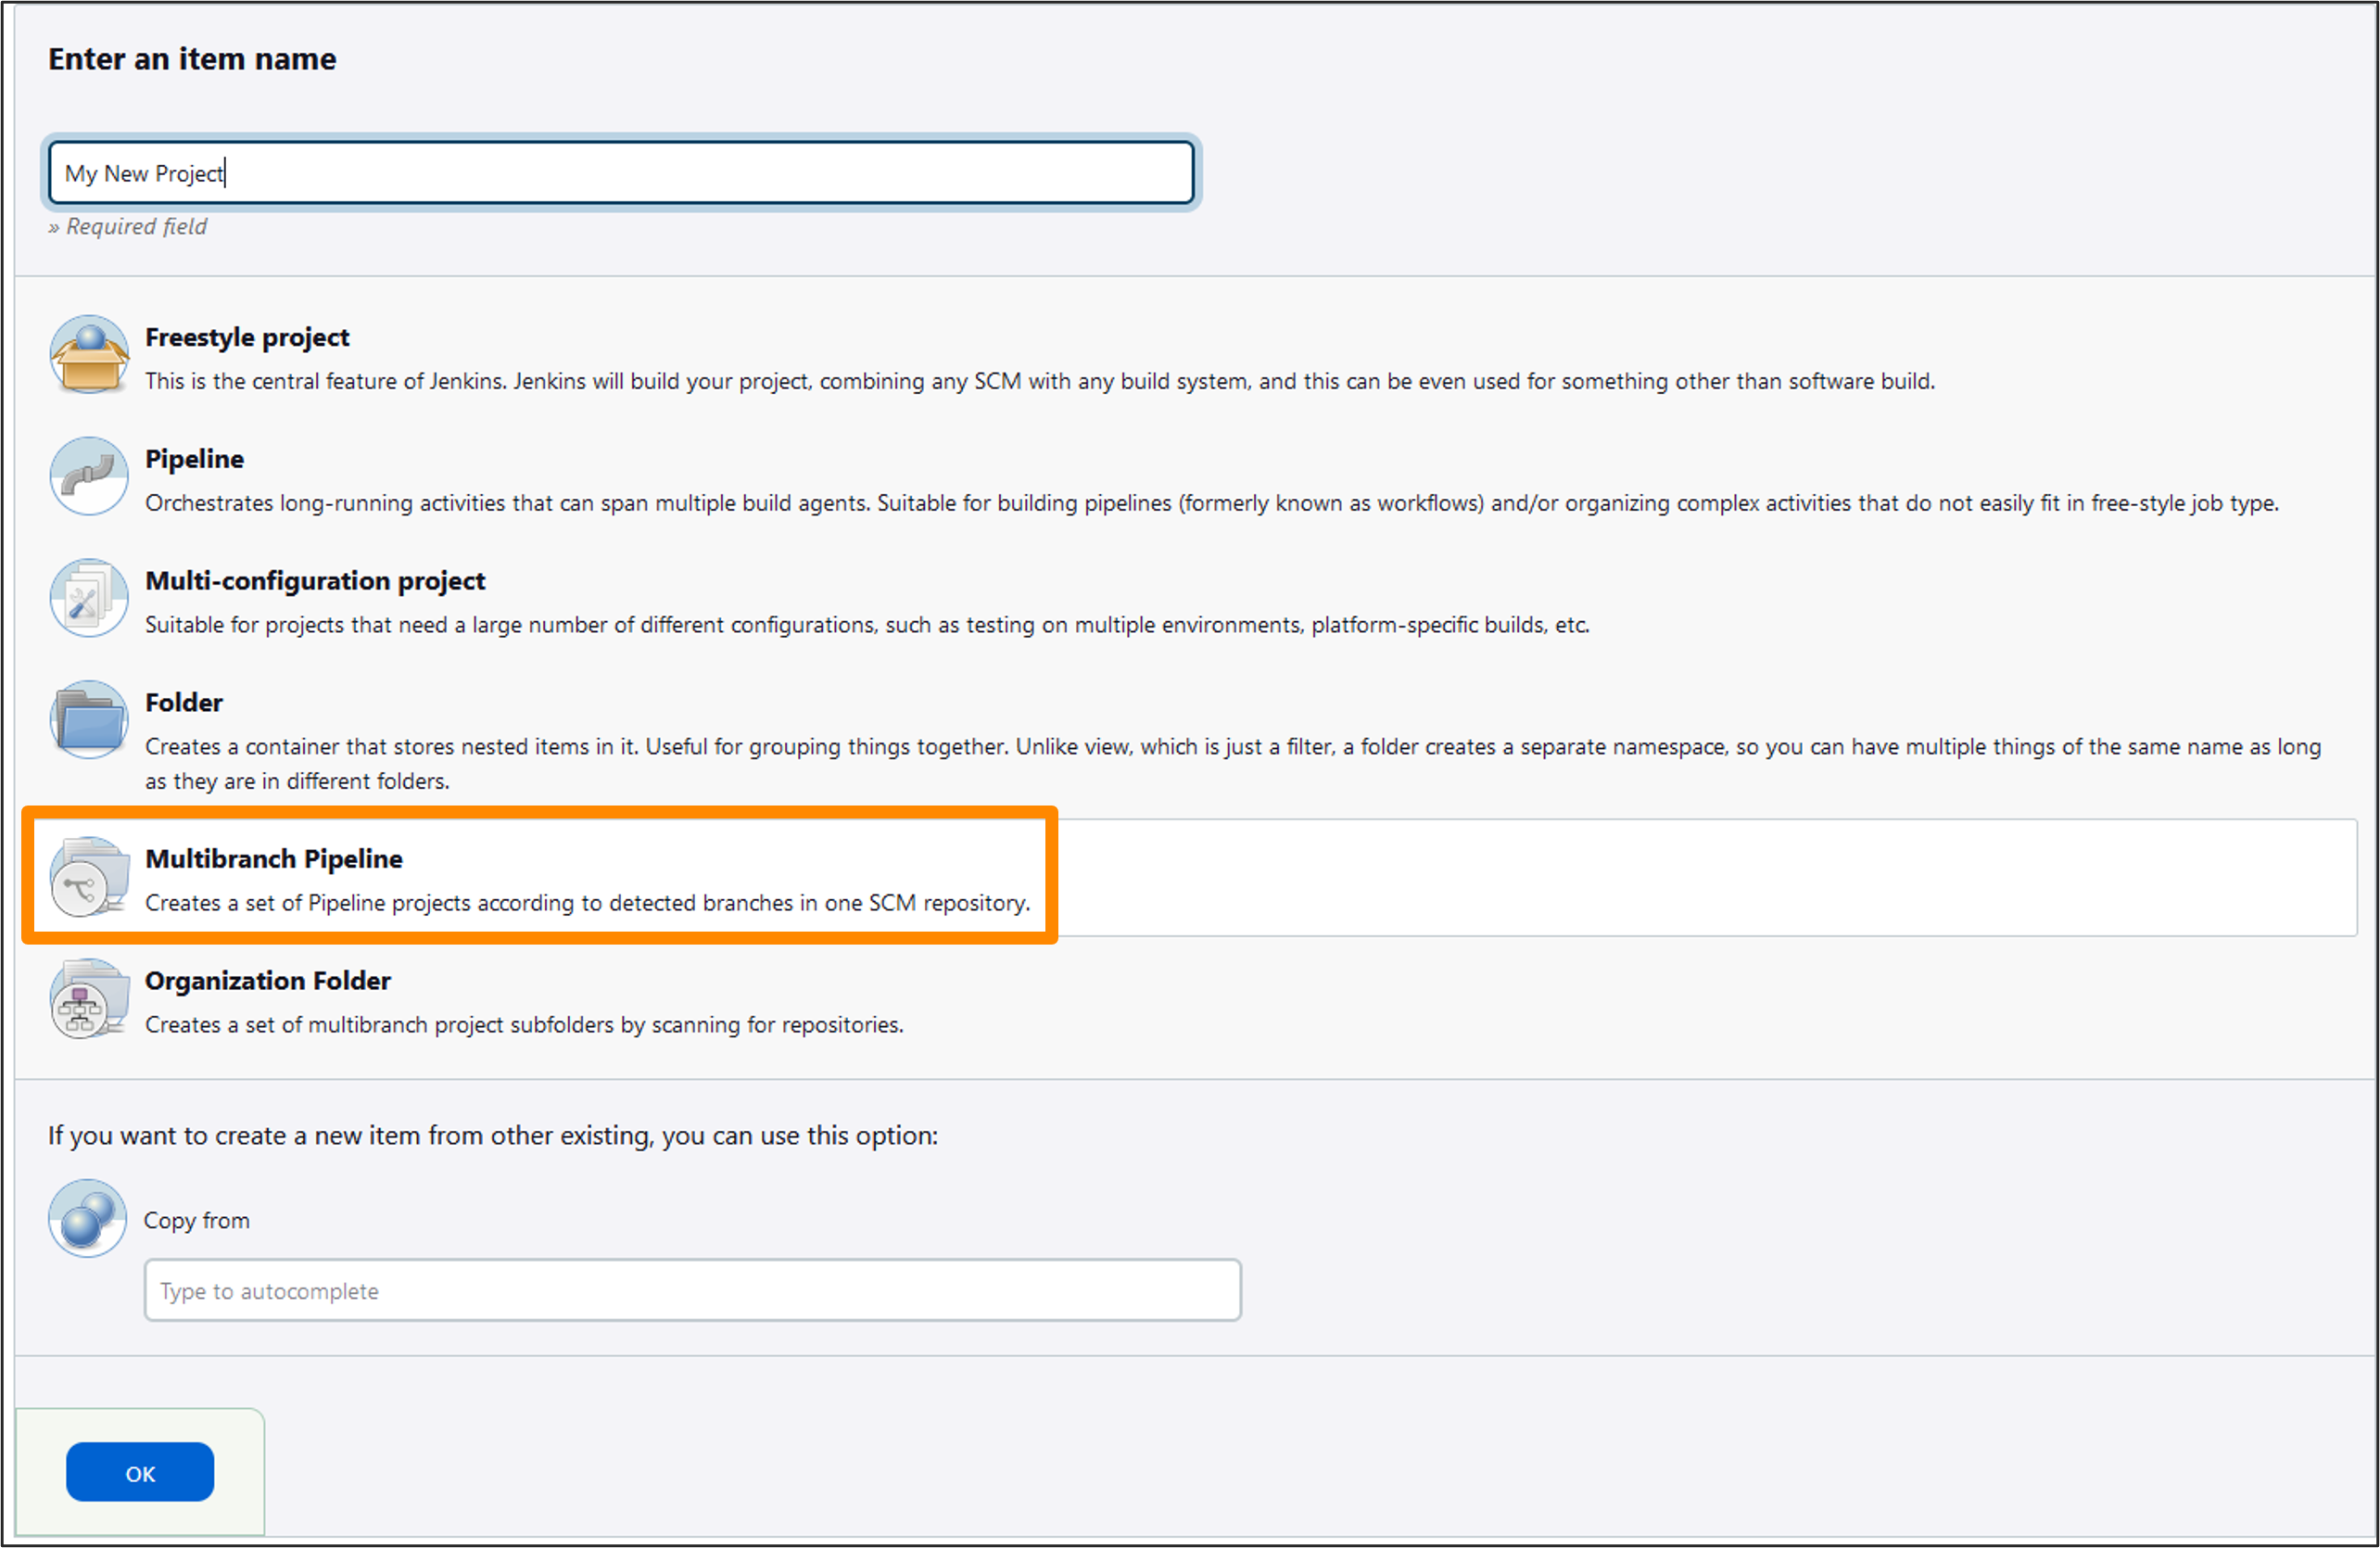 Enter an item name
My New Project
» Required field
Freestyle project
This is the central feature of Jenkins. Jenkins will build your project, combining any SCM with any build system, and this can be even used for something other than software build.
Pipeline
Orchestrates long-running activities that can span multiple build agents. Suitable for building pipelines (formerly known as workflows) and/or organizing complex activities that do not easily fit in free-style job type.
Multi-configuration project
Suitable for projects that need a large number of different configurations, such as testing on multiple environments, platform-specific builds, etc.
Folder
Creates a container that stores nested items in it. Useful for grouping things together. Unlike view, which is just a filter, a folder creates a separate namespace, so you can have multiple things of the same name as long
as they are in different folders.
Multibranch Pipeline
Creates a set of Pipeline projects according to detected branches in one SCM repository.
Organization Folder
Creates a set of multibranch project subfolders by scanning for repositories.
If you want to create a new item from other existing, you can use this option:
Copy from
Type to autocomplete
OK